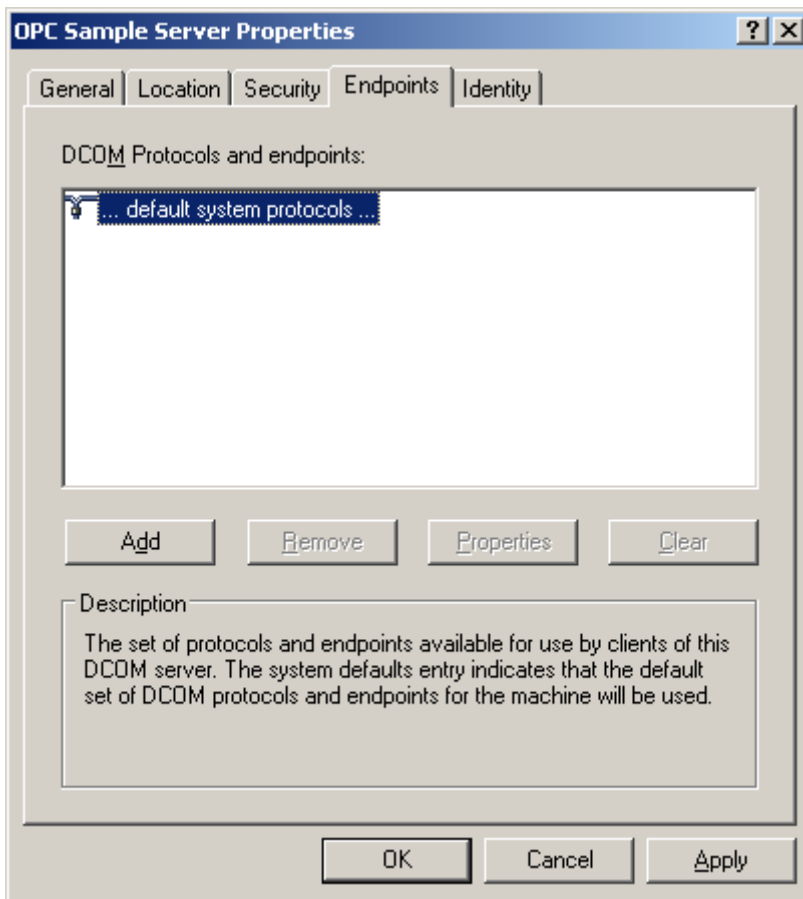 OPC Sample Server Properties
General Location Security Endpoints Identity
DCOM Protocols and endpoints:
... default system protocols ...
Add Remove Properties Clear
Description
The set of protocols and endpoints available for use by clients of this
DCOM server. The system defaults entry indicates that the default
set of DCOM protocols and endpoints for the machine will be used.
OK Cancel Apply